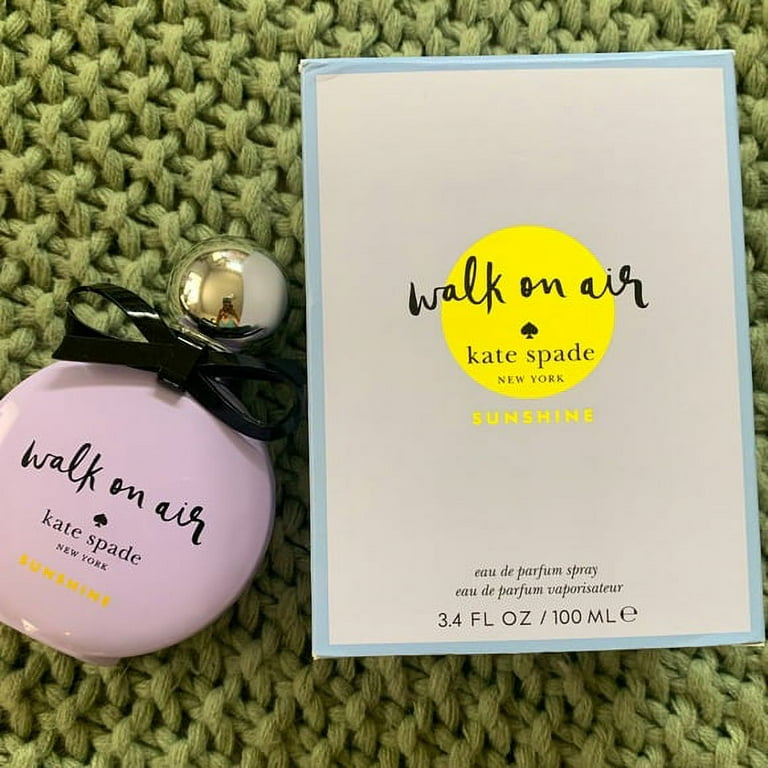 walk on air
kate spade
NEW YORK
SUNSHINE
eau de parfum spray
eau de parfum vaporisateur
3.4 FL OZ / 100 ML ℮
walk on air
kate spade
NEW YORK
SUNSHINE